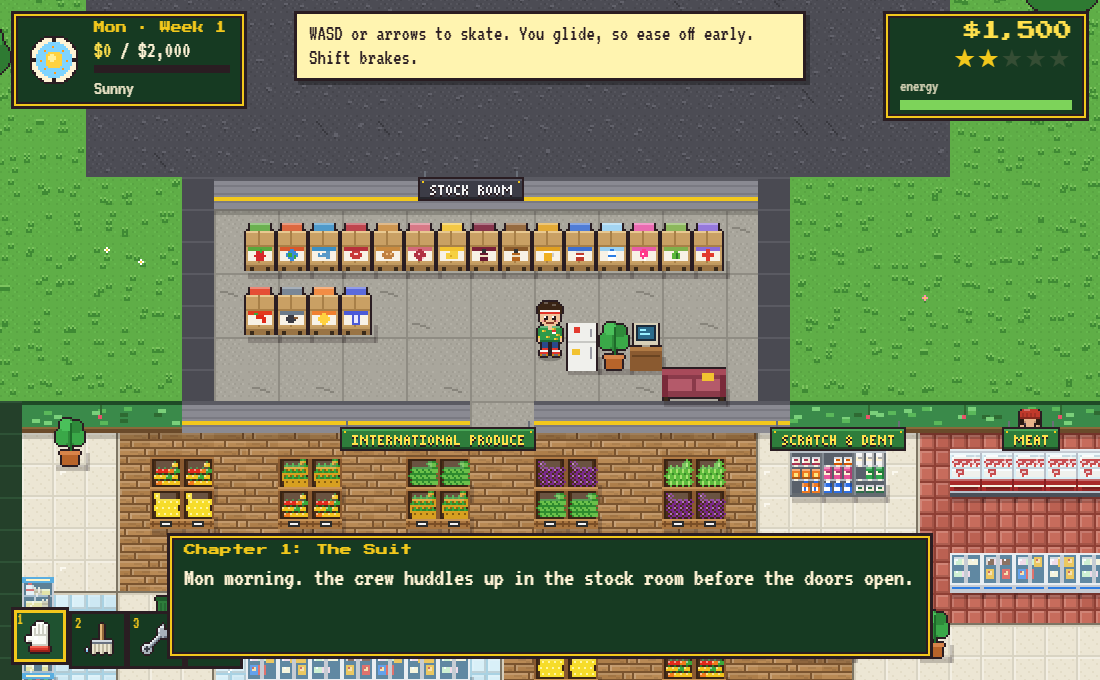 Mon · Week 1
$0 / $2,000
Sunny
WASD or arrows to skate. You glide, so ease off early.
Shift brakes.
$1,500
energy
STOCK ROOM
INTERNATIONAL PRODUCE
SCRATCH & DENT
MEAT
Chapter 1: The Suit
Mon morning. the crew huddles up in the stock room before the doors open.
1
2
3